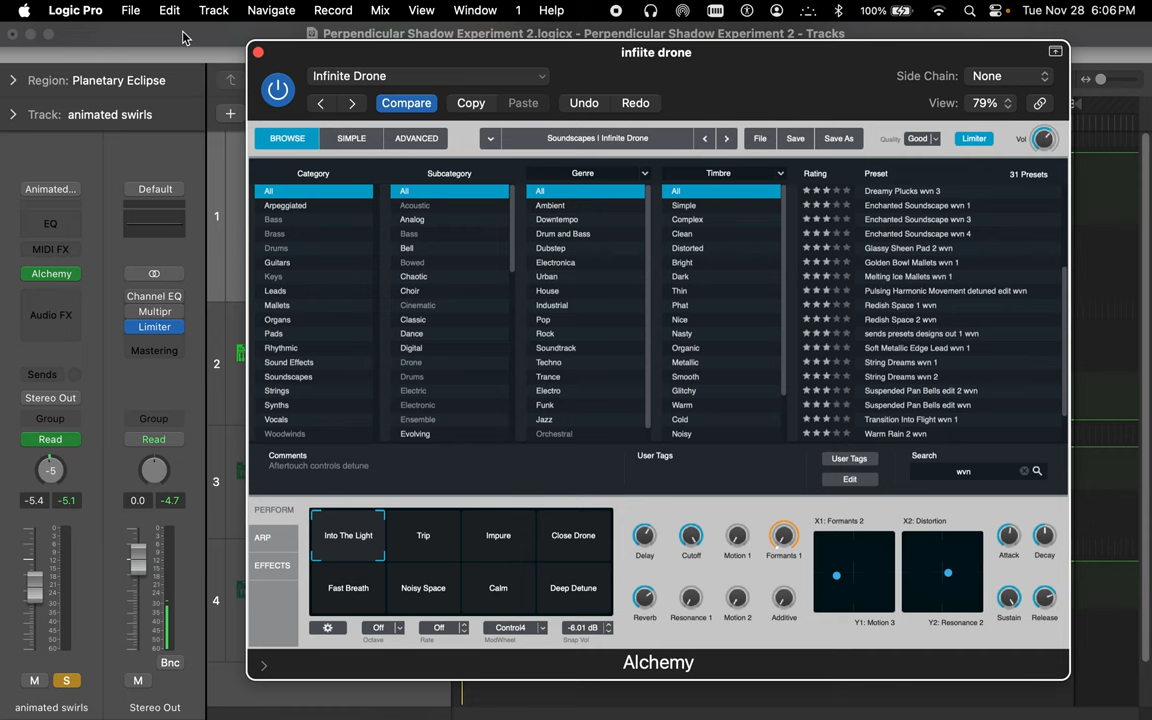 Logic Pro File Edit Track Navigate Record Mix View Window 1 Help 100% Tue Nov 28 6:06 PM
Perpendicular Shadow Experiment 2.logicx - Perpendicular Shadow Experiment 2 - Tracks
Region: Planetary Eclipse
Track: animated swirls
Animated... Default
EQ
MIDI FX
Alchemy
Channel EQ
Audio FX Multipr
Limiter
Mastering
Sends
Stereo Out
Group Group
Read Read
-5
-5.4 -5.1 0.0 -4.7
Bnc
M S M
animated swirls Stereo Out
1
2
3
4
infiite drone
Infinite Drone Side Chain: None
Compare Copy Paste Undo Redo View: 79%
BROWSE SIMPLE ADVANCED Soundscapes | Infinite Drone File Save Save As Quality Good Limiter Vol
Category Subcategory Genre Timbre Rating Preset 31 Presets
All All All All Dreamy Plucks wvn 3
Arpeggiated Acoustic Ambient Simple Enchanted Soundscape wvn 1
Bass Analog Downtempo Complex Enchanted Soundscape wvn 3
Brass Bass Drum and Bass Clean Enchanted Soundscape wvn 4
Drums Bell Dubstep Distorted Glassy Sheen Pad 2 wvn
Guitars Bowed Electronica Bright Golden Bowl Mallets wvn 1
Keys Chaotic Urban Dark Melting Ice Mallets wvn 1
Leads Choir House Thin Pulsing Harmonic Movement detuned edit wvn
Mallets Cinematic Industrial Phat Redish Space 1 wvn
Organs Classic Pop Nice Redish Space 2 wvn
Pads Dance Rock Nasty sends presets designs out 1 wvn
Rhythmic Digital Soundtrack Organic Soft Metallic Edge Lead wvn 1
Sound Effects Drone Techno Metallic String Dreams wvn 1
Soundscapes Drums Trance Smooth String Dreams wvn 2
Strings Electric Electro Glitchy Suspended Pan Bells edit 2 wvn
Synths Electronic Funk Warm Suspended Pan Bells edit wvn
Vocals Ensemble Jazz Cold Transition Into Flight wvn 1
Woodwinds Evolving Orchestral Noisy Warm Rain 2 wvn
Comments User Tags User Tags Search
Aftertouch controls detune
wvn
Edit
PERFORM
ARP
EFFECTS
Into The Light Trip Impure Close Drone
Fast Breath Noisy Space Calm Deep Detune
Off Off Control4 -6.01 dB
Octave Rate ModWheel Snap Vol
Delay Cutoff Motion 1 Formants 1
Reverb Resonance 1 Motion 2 Additive
X1: Formants 2 X2: Distortion
Y1: Motion 3 Y2: Resonance 2
Attack Decay
Sustain Release
Alchemy